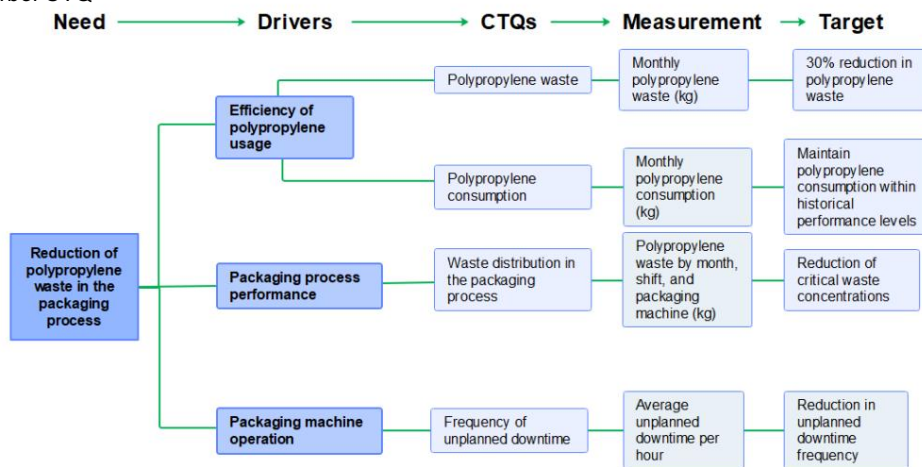 Need
Drivers
CTQs
Measurement
Target
Polypropylene waste
Monthly
polypropylene
waste (kg)
30% reduction in
polypropylene
waste
Efficiency of
polypropylene
usage
Polypropylene
consumption
Monthly
polypropylene
consumption
(kg)
Maintain
polypropylene
consumption within
historical
performance levels
Reduction of
polypropylene
waste in the
packaging
process
Packaging process
performance
Waste distribution in
the packaging
process
Polypropylene
waste by month,
shift, and
packaging
machine (kg)
Reduction of
critical waste
concentrations
Packaging machine
operation
Frequency of
unplanned downtime
Average
unplanned
downtime per
hour
Reduction in
unplanned
downtime
frequency